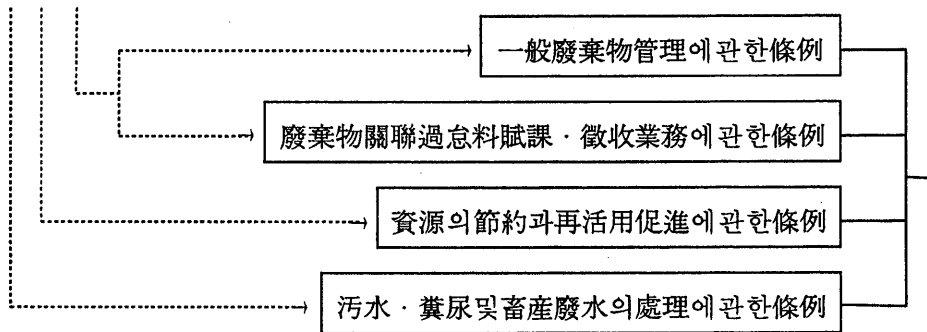 一般廢棄物管理에관한條例
廢棄物關聯過怠料賦課·徵收業務에관한條例
資源의節約과再活用促進에관한條例
汚水·糞尿및畜産廢水의處理에관한條例